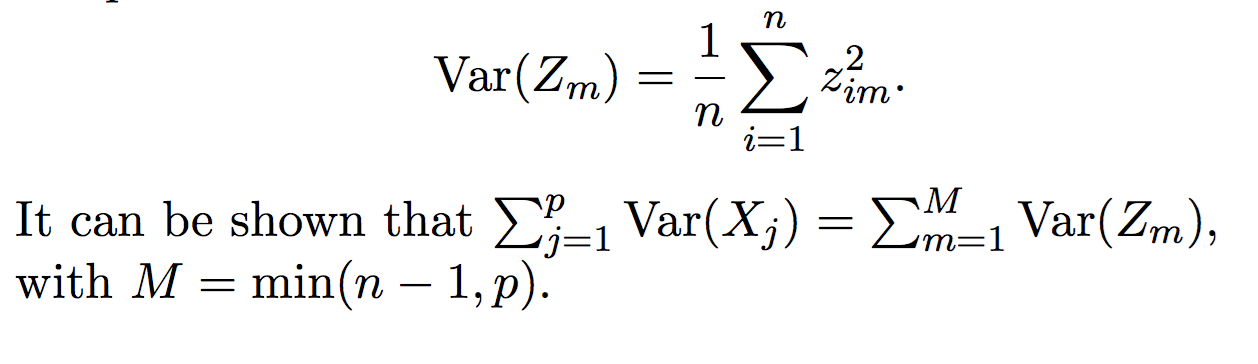 Var(Z_m) = \frac{1}{n} \sum_{i=1}^{n} z_{im}^2.
It can be shown that \sum_{j=1}^{p} Var(X_j) = \sum_{m=1}^{M} Var(Z_m),
with M = min(n − 1, p).